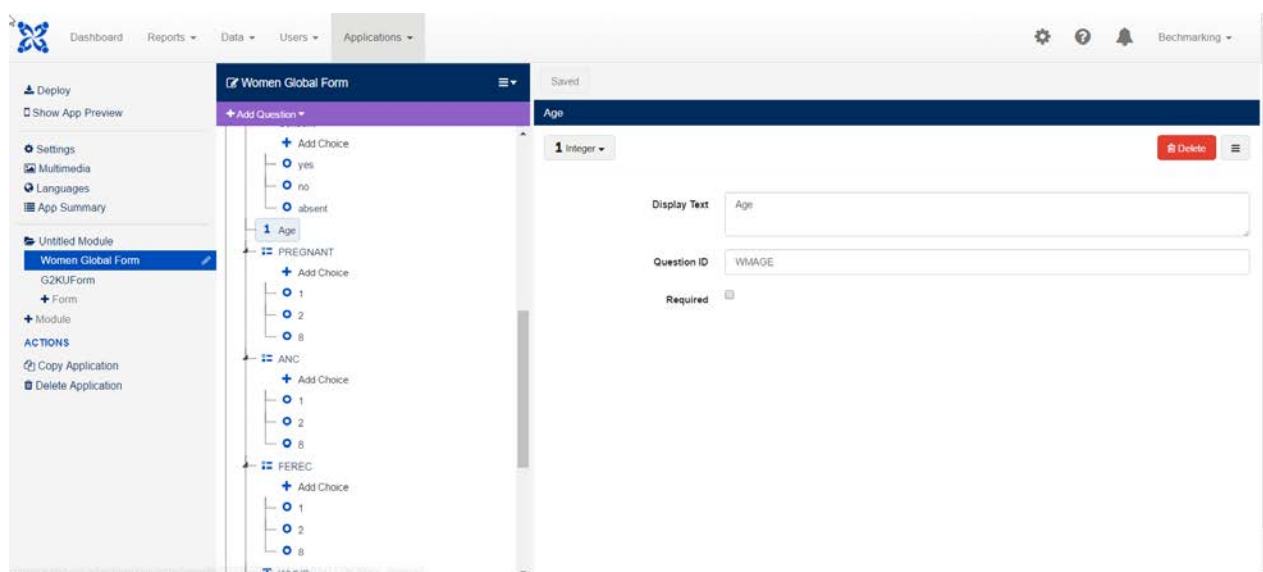 Dashboard Reports Data Users Applications Bechmarking
Deploy
Show App Preview
Settings
Multimedia
Languages
App Summary
Untitled Module
Women Global Form
G2KUForm
Form
Module
ACTIONS
Copy Application
Delete Application
Women Global Form
Add Question
Add Choice
yes
no
absent
1 Age
PREGNANT
Add Choice
1
2
8
ANC
Add Choice
1
2
8
FEREC
Add Choice
1
2
8
Saved
Age
1 Integer
Delete
Display Text Age
Question ID WMAGE
Required